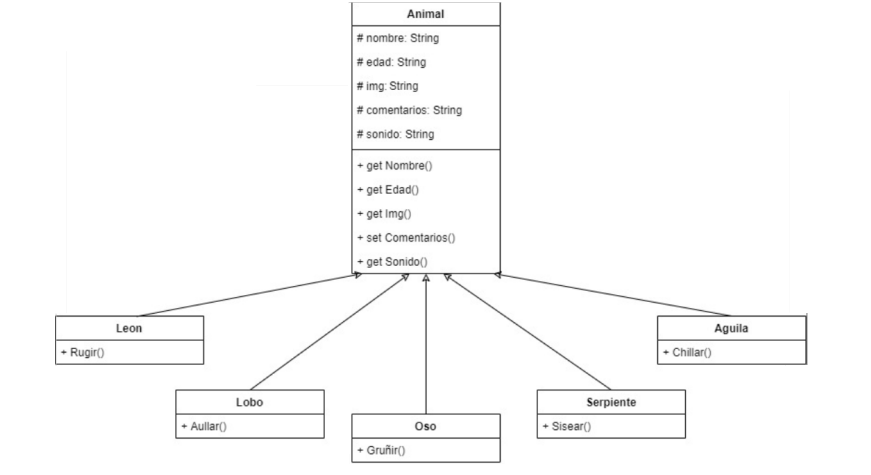 Animal
# nombre: String
# edad: String
# img: String
# comentarios: String
# sonido: String
+ get Nombre()
+ get Edad()
+ get Img()
+ set Comentarios()
+ get Sonido()
Leon
+ Rugir()
Lobo
+ Aullar()
Oso
+ Gruñir()
Serpiente
+ Sisear()
Aguila
+ Chillar()